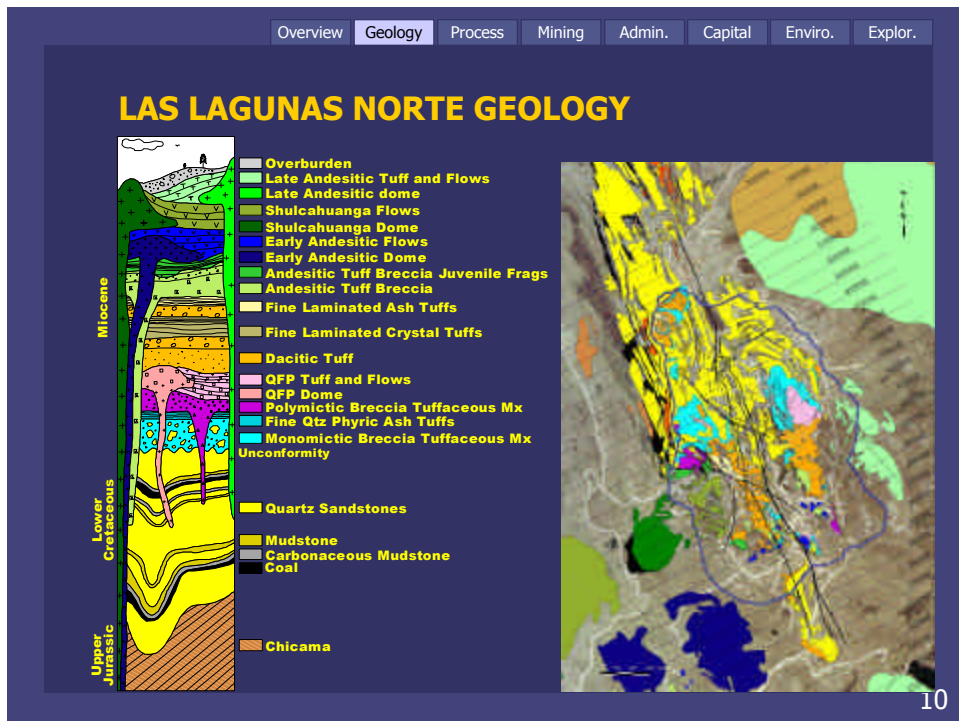 Overview Geology Process Mining Admin. Capital Enviro. Explor.
LAS LAGUNAS NORTE GEOLOGY
Overburden
Late Andesitic Tuff and Flows
Late Andesitic dome
Shulcahuanga Flows
Shulcahuanga Dome
Early Andesitic Flows
Early Andesitic Dome
Andesitic Tuff Breccia Juvenile Frags
Andesitic Tuff Breccia
Fine Laminated Ash Tuffs
Fine Laminated Crystal Tuffs
Dacitic Tuff
QFP Tuff and Flows
QFP Dome
Polymictic Breccia Tuffaceous Mx
Fine Qtz Phyric Ash Tuffs
Monomictic Breccia Tuffaceous Mx
Unconformity
Quartz Sandstones
Mudstone
Carbonaceous Mudstone
Coal
Chicama
Miocene
Lower
Cretaceous
Upper
Jurassic
10